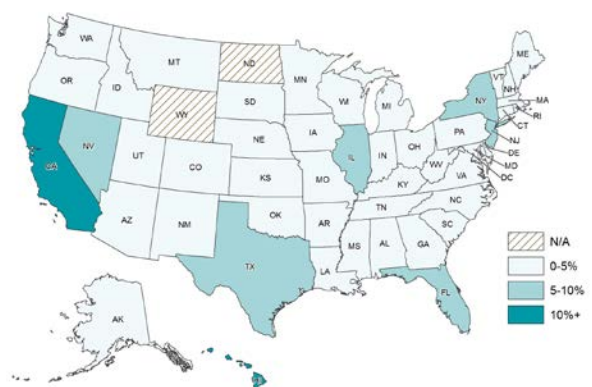 WA
MT
ND
MN
ME
VT
NH
OR
ID
WY
SD
WI
MI
NY
MA
RI
CT
NV
UT
CO
NE
IA
IL
IN
OH
PA
NJ
DE
MD
DC
KS
MO
KY
WV
VA
AZ
NM
OK
AR
TN
NC
SC
TX
LA
MS
AL
GA
FL
AK
N/A
0-5%
5-10%
10%+